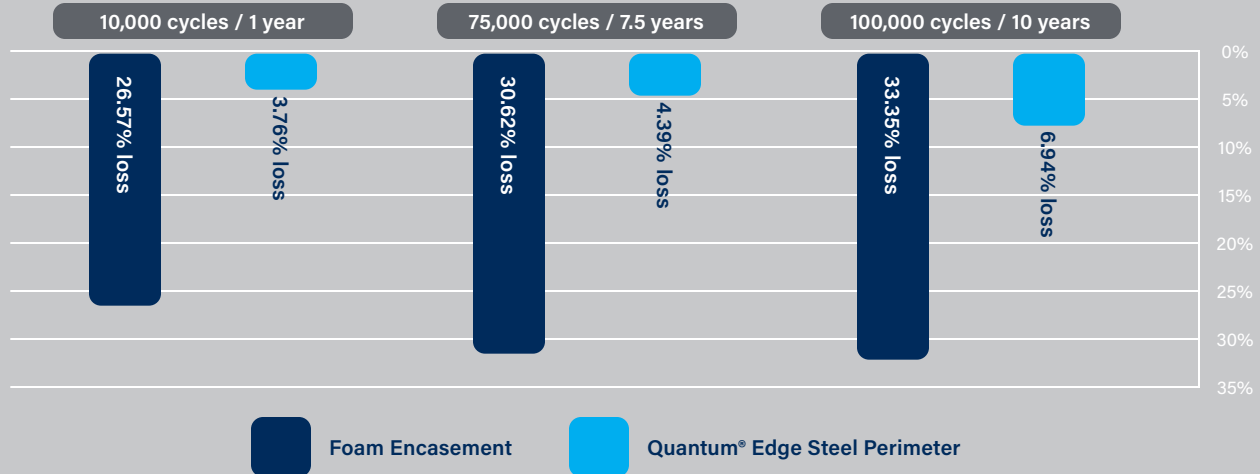 10,000 cycles / 1 year
75,000 cycles / 7.5 years
100,000 cycles / 10 years
26.57% loss
3.76% loss
30.62% loss
4.39% loss
33.35% loss
6.94% loss
0%
5%
10%
15%
20%
25%
30%
35%
Foam Encasement
Quantum® Edge Steel Perimeter